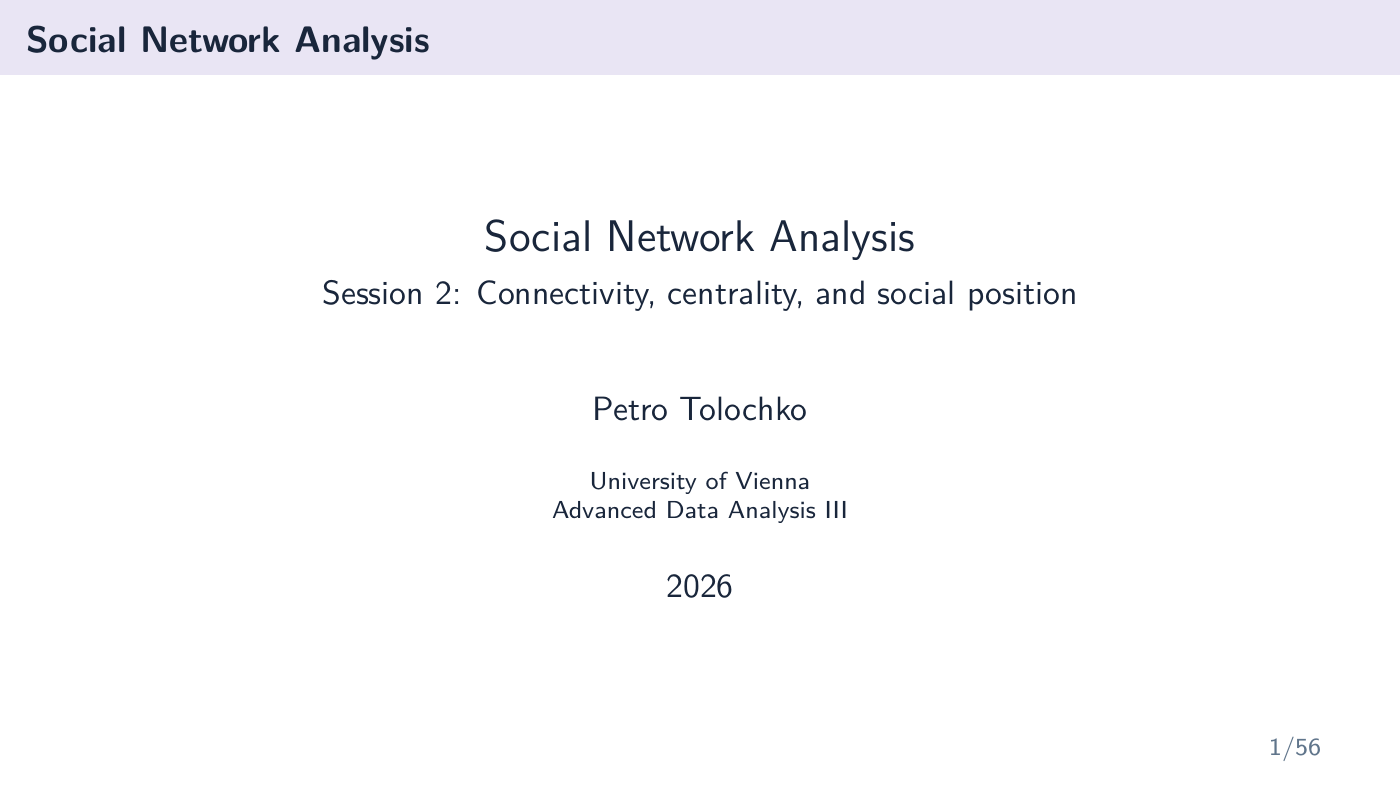 Social Network Analysis
Social Network Analysis
Session 2: Connectivity, centrality, and social position
Petro Tolochko
University of Vienna
Advanced Data Analysis III
2026
1/56